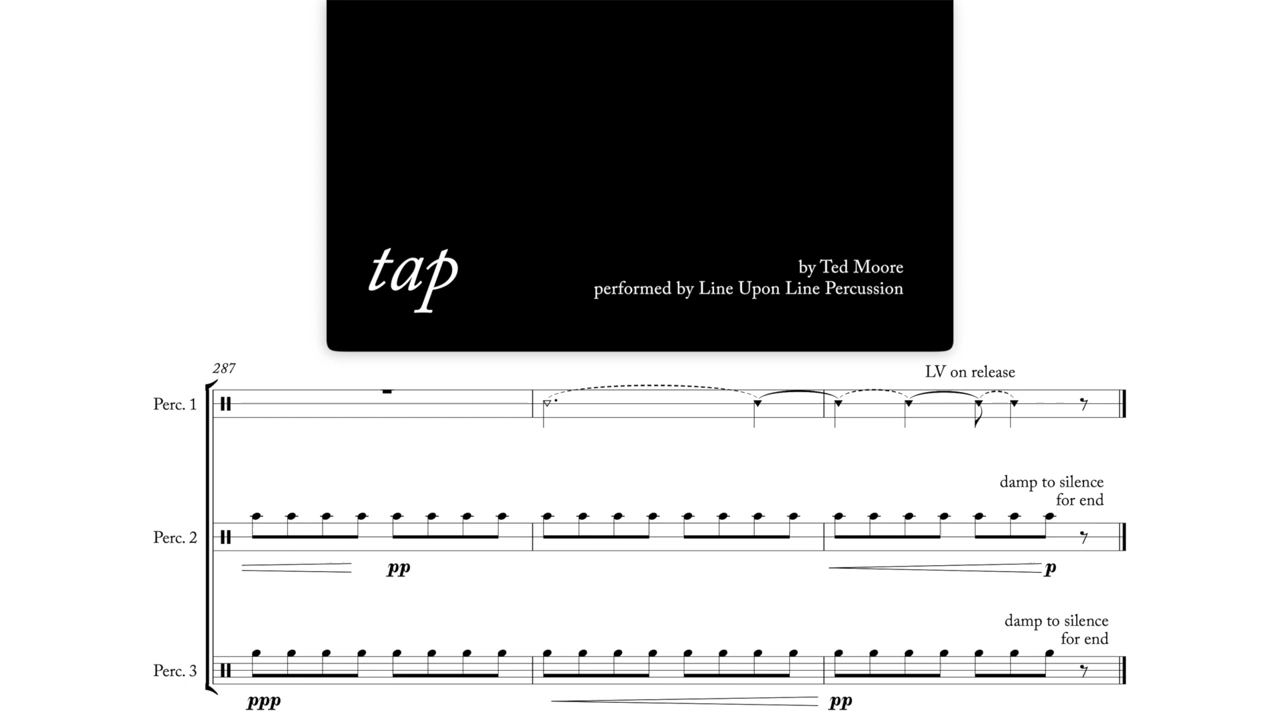 tap
by Ted Moore
performed by Line Upon Line Percussion
287
LV on release
Perc. 1
damp to silence
for end
Perc. 2
pp
p
damp to silence
for end
Perc. 3
ppp
pp